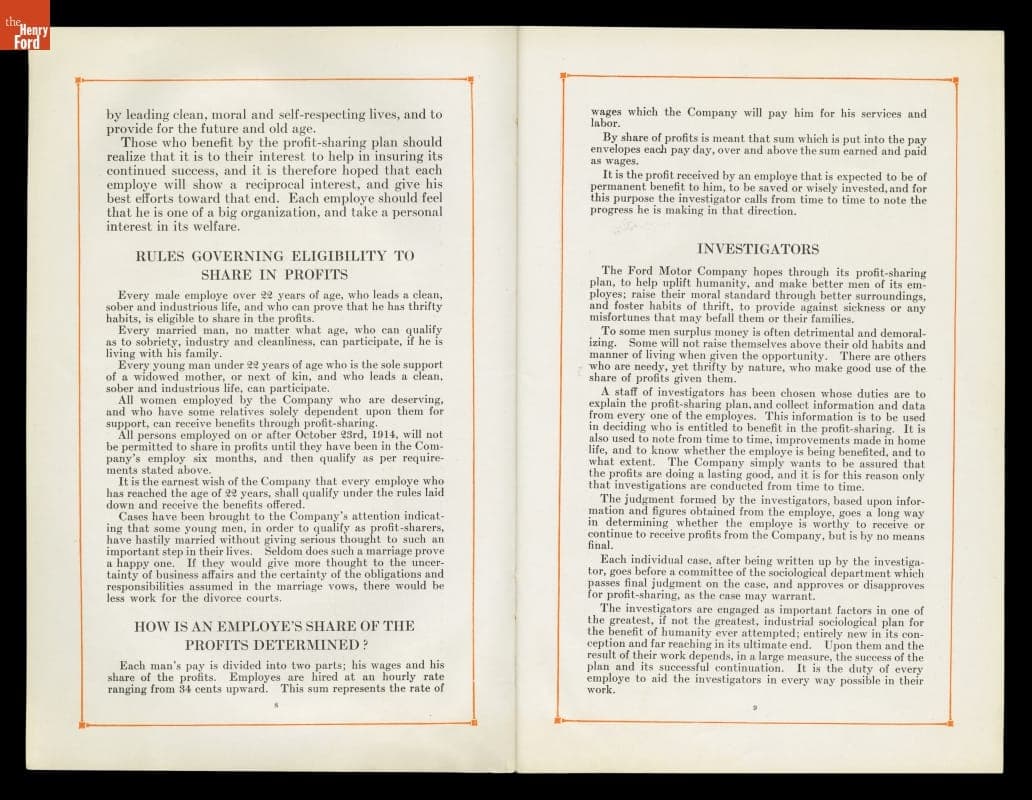 the
Henry
Ford
by leading clean, moral and self-respecting lives, and to
provide for the future and old age.
Those who benefit by the profit-sharing plan should
realize that it is to their interest to help in insuring its
continued success, and it is therefore hoped that each
employe will show a reciprocal interest, and give his
best efforts toward that end. Each employe should feel
that he is one of a big organization, and take a personal
interest in its welfare.
RULES GOVERNING ELIGIBILITY TO
SHARE IN PROFITS
Every male employe over 22 years of age, who leads a clean,
sober and industrious life, and who can prove that he has thrifty
habits, is eligible to share in the profits.
Every married man, no matter what age, who can qualify
as to sobriety, industry and cleanliness, can participate, if he is
living with his family.
Every young man under 22 years of age who is the sole support
of a widowed mother, or next of kin, and who leads a clean,
sober and industrious life, can participate.
All women employed by the Company who are deserving,
and who have some relatives solely dependent upon them for
support, can receive benefits through profit-sharing.
All persons employed on or after October 23rd, 1914, will not
be permitted to share in profits until they have been in the Com-
pany's employ six months, and then qualify as per require-
ments stated above.
It is the earnest wish of the Company that every employe who
has reached the age of 22 years, shall qualify under the rules laid
down and receive the benefits offered.
Cases have been brought to the Company's attention indicat-
ing that some young men, in order to qualify as profit-sharers,
have hastily married without giving serious thought to such an
important step in their lives. Seldom does such a marriage prove
a happy one. If they would give more thought to the uncer-
tainty of business affairs and the certainty of the obligations and
responsibilities assumed in the marriage vows, there would be
less work for the divorce courts.
HOW IS AN EMPLOYE'S SHARE OF THE
PROFITS DETERMINED?
Each man's pay is divided into two parts; his wages and his
share of the profits. Employes are hired at an hourly rate
ranging from 34 cents upward. This sum represents the rate of
8
wages which the Company will pay him for his services and
labor.
By share of profits is meant that sum which is put into the pay
envelopes each pay day, over and above the sum earned and paid
as wages.
It is the profit received by an employe that is expected to be of
permanent benefit to him, to be saved or wisely invested, and for
this purpose the investigator calls from time to time to note the
progress he is making in that direction.
INVESTIGATORS
The Ford Motor Company hopes through its profit-sharing
plan, to help uplift humanity, and make better men of its em-
ployes; raise their moral standard through better surroundings,
and foster habits of thrift, to provide against sickness or any
misfortunes that may befall them or their families.
To some men surplus money is often detrimental and demoral-
izing. Some will not raise themselves above their old habits and
manner of living when given the opportunity. There are others
who are needy, yet thrifty by nature, who make good use of the
share of profits given them.
A staff of investigators has been chosen whose duties are to
explain the profit-sharing plan, and collect information and data
from every one of the employes. This information is to be used
in deciding who is entitled to benefit in the profit-sharing. It is
also used to note from time to time, improvements made in home
life, and to know whether the employe is being benefited, and to
what extent. The Company simply wants to be assured that
the profits are doing a lasting good, and it is for this reason only
that investigations are conducted from time to time.
The judgment formed by the investigators, based upon infor-
mation and figures obtained from the employe, goes a long way
in determining whether the employe is worthy to receive or
continue to receive profits from the Company, but is by no means
final.
Each individual case, after being written up by the investiga-
tor, goes before a committee of the sociological department which
passes final judgment on the case, and approves or disapproves
for profit-sharing, as the case may warrant.
The investigators are engaged as important factors in one of
the greatest, if not the greatest, industrial sociological plan for
the benefit of humanity ever attempted; entirely new in its con-
ception and far reaching in its ultimate end. Upon them and the
result of their work depends, in a large measure, the success of the
plan and its successful continuation. It is the duty of every
employe to aid the investigators in every way possible in their
work.
9